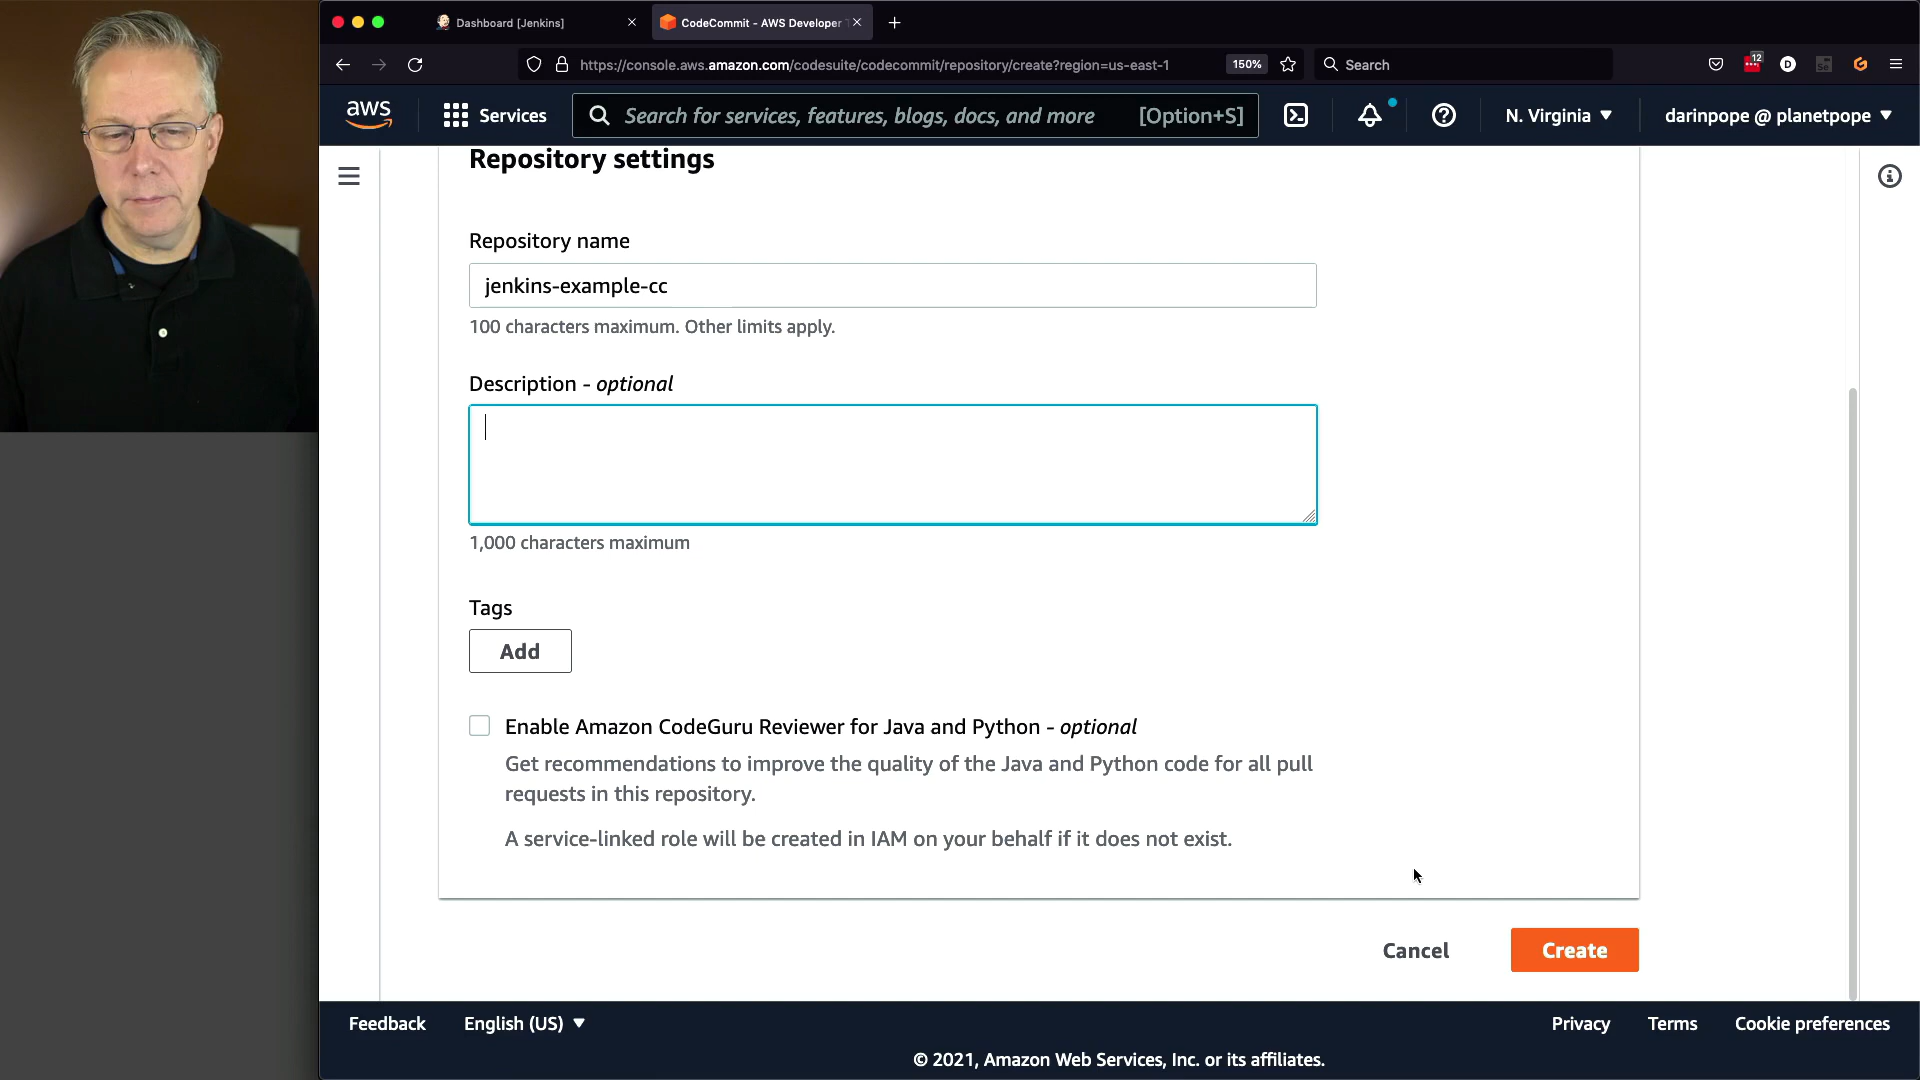 Dashboard [Jenkins]
CodeCommit - AWS Developer
https://console.aws.amazon.com/codesuite/codecommit/repository/create?region=us-east-1
150%
Search
12
D
aws
Services
Search for services, features, blogs, docs, and more
[Option+S]
N. Virginia
darinpope @ planetpope
Repository settings
Repository name
jenkins-example-cc
100 characters maximum. Other limits apply.
Description - optional
1,000 characters maximum
Tags
Add
Enable Amazon CodeGuru Reviewer for Java and Python - optional
Get recommendations to improve the quality of the Java and Python code for all pull
requests in this repository.
A service-linked role will be created in IAM on your behalf if it does not exist.
Cancel
Create
Feedback
English (US)
Privacy
Terms
Cookie preferences
© 2021, Amazon Web Services, Inc. or its affiliates.